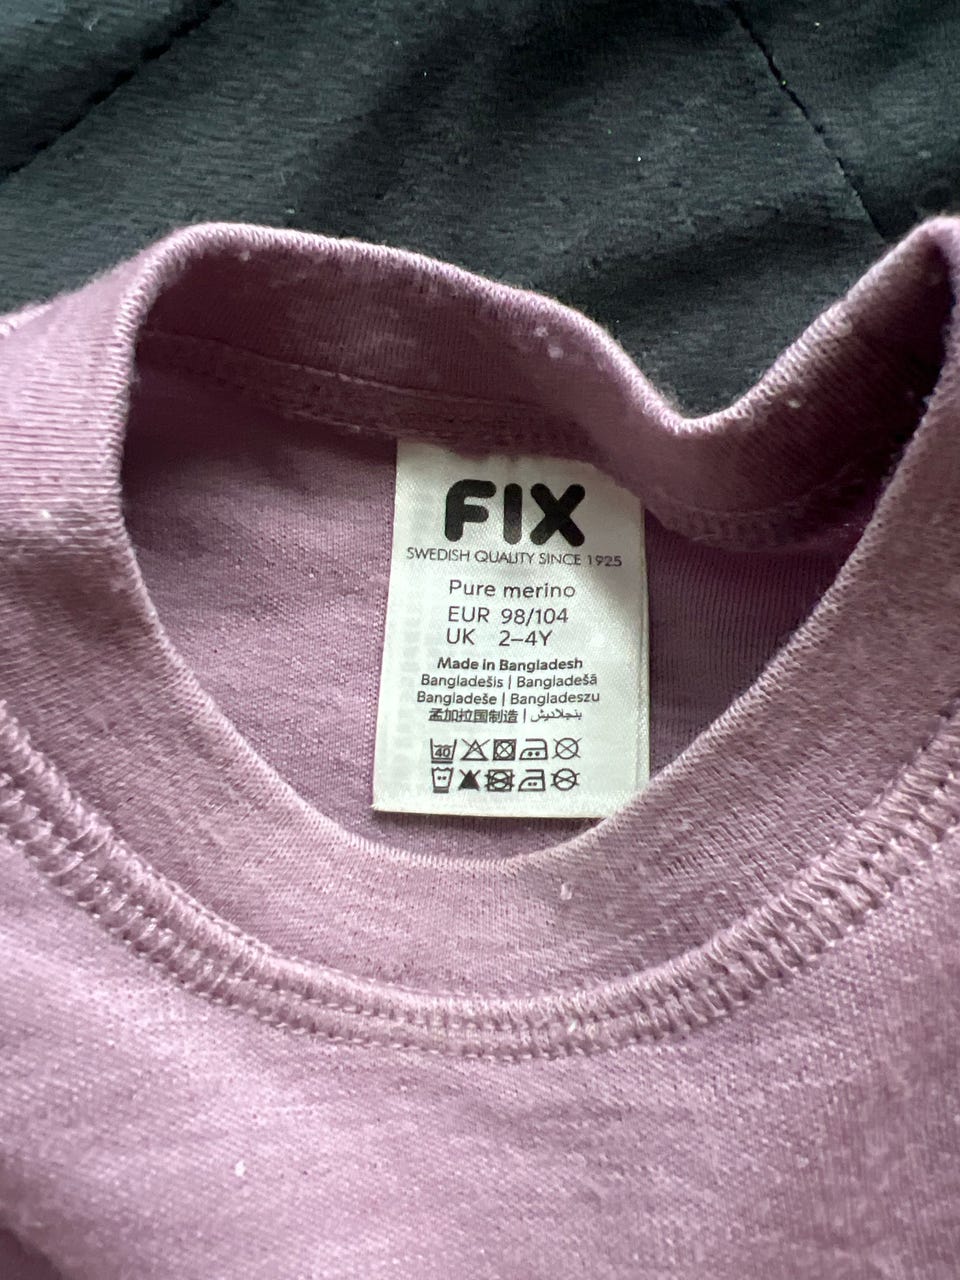 FIX
SWEDISH QUALITY SINCE 1925
Pure merino
EUR 98/104
UK 2–4Y
Made in Bangladesh
Bangladešis | Bangladešā
Bangladeše | Bangladeszu
孟加拉国制造 | بنجلاديش
40